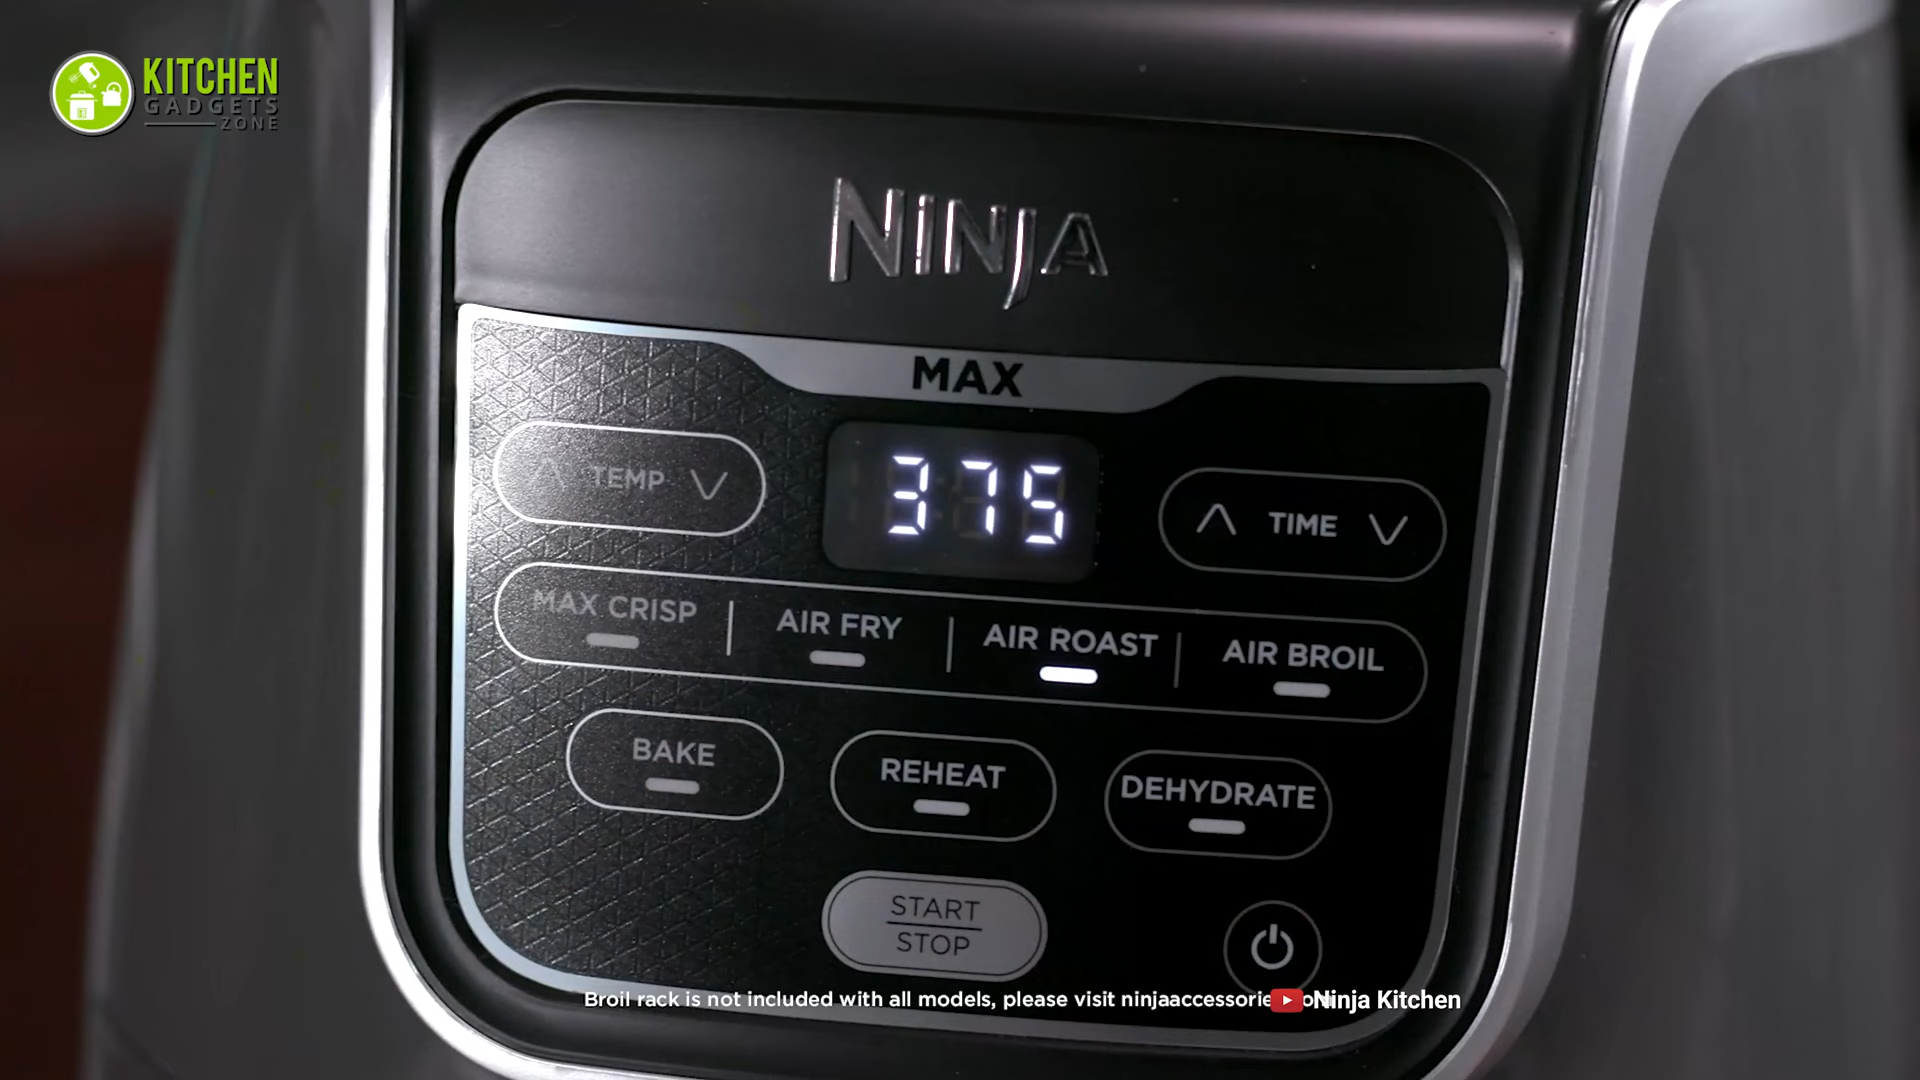 KITCHEN
GADGETS
ZONE
NINJA
MAX
TEMP
375
TIME
MAX CRISP
AIR FRY
AIR ROAST
AIR BROIL
BAKE
REHEAT
DEHYDRATE
START
STOP
Broil rack is not included with all models, please visit
Ninja Kitchen